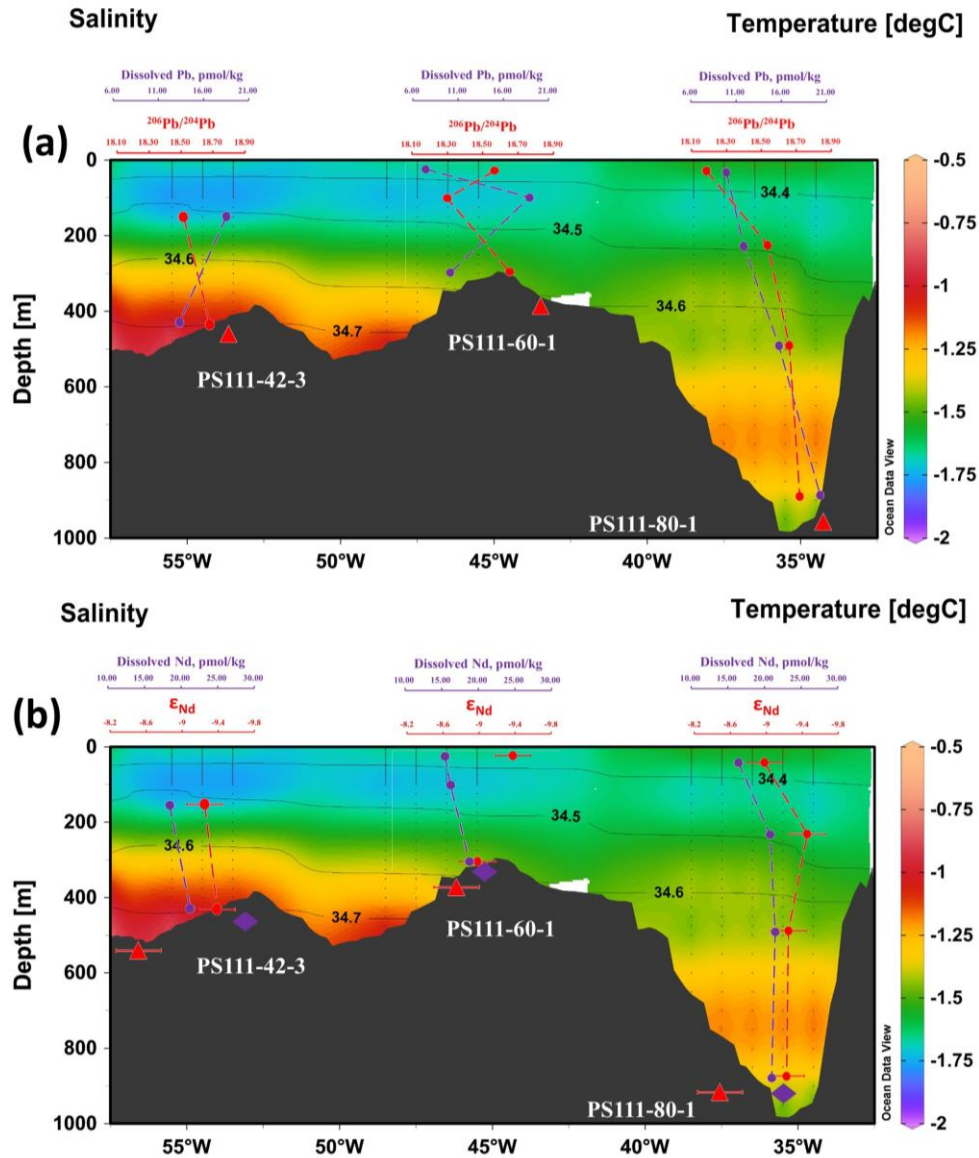 Salinity
Temperature [degC]
Dissolved Pb, pmol/kg
Dissolved Pb, pmol/kg
Dissolved Pb, pmol/kg
6.00 11.00 16.00 21.00
6.00 11.00 16.00 21.00
6.00 11.00 16.00 21.00
(a)
²⁰⁶Pb/²⁰⁴Pb
²⁰⁶Pb/²⁰⁴Pb
²⁰⁶Pb/²⁰⁴Pb
18.10 18.30 18.50 18.70 18.90
18.10 18.30 18.50 18.70 18.90
18.10 18.30 18.50 18.70 18.90
Depth [m]
0
200
400
600
800
1000
34.4
34.5
34.6
34.6
34.7
PS111-42-3
PS111-60-1
PS111-80-1
Ocean Data View
-0.5
-0.75
-1
-1.25
-1.5
-1.75
-2
55°W 50°W 45°W 40°W 35°W
Salinity
Temperature [degC]
Dissolved Nd, pmol/kg
Dissolved Nd, pmol/kg
Dissolved Nd, pmol/kg
10.00 15.00 20.00 25.00 30.00
10.00 15.00 20.00 25.00 30.00
10.00 15.00 20.00 25.00 30.00
(b)
εNd
εNd
εNd
-8.2 -8.6 -9 -9.4 -9.8
-8.2 -8.6 -9 -9.4 -9.8
-8.2 -8.6 -9 -9.4 -9.8
Depth [m]
0
200
400
600
800
1000
34.4
34.5
34.6
34.6
34.7
PS111-42-3
PS111-60-1
PS111-80-1
Ocean Data View
-0.5
-0.75
-1
-1.25
-1.5
-1.75
-2
55°W 50°W 45°W 40°W 35°W